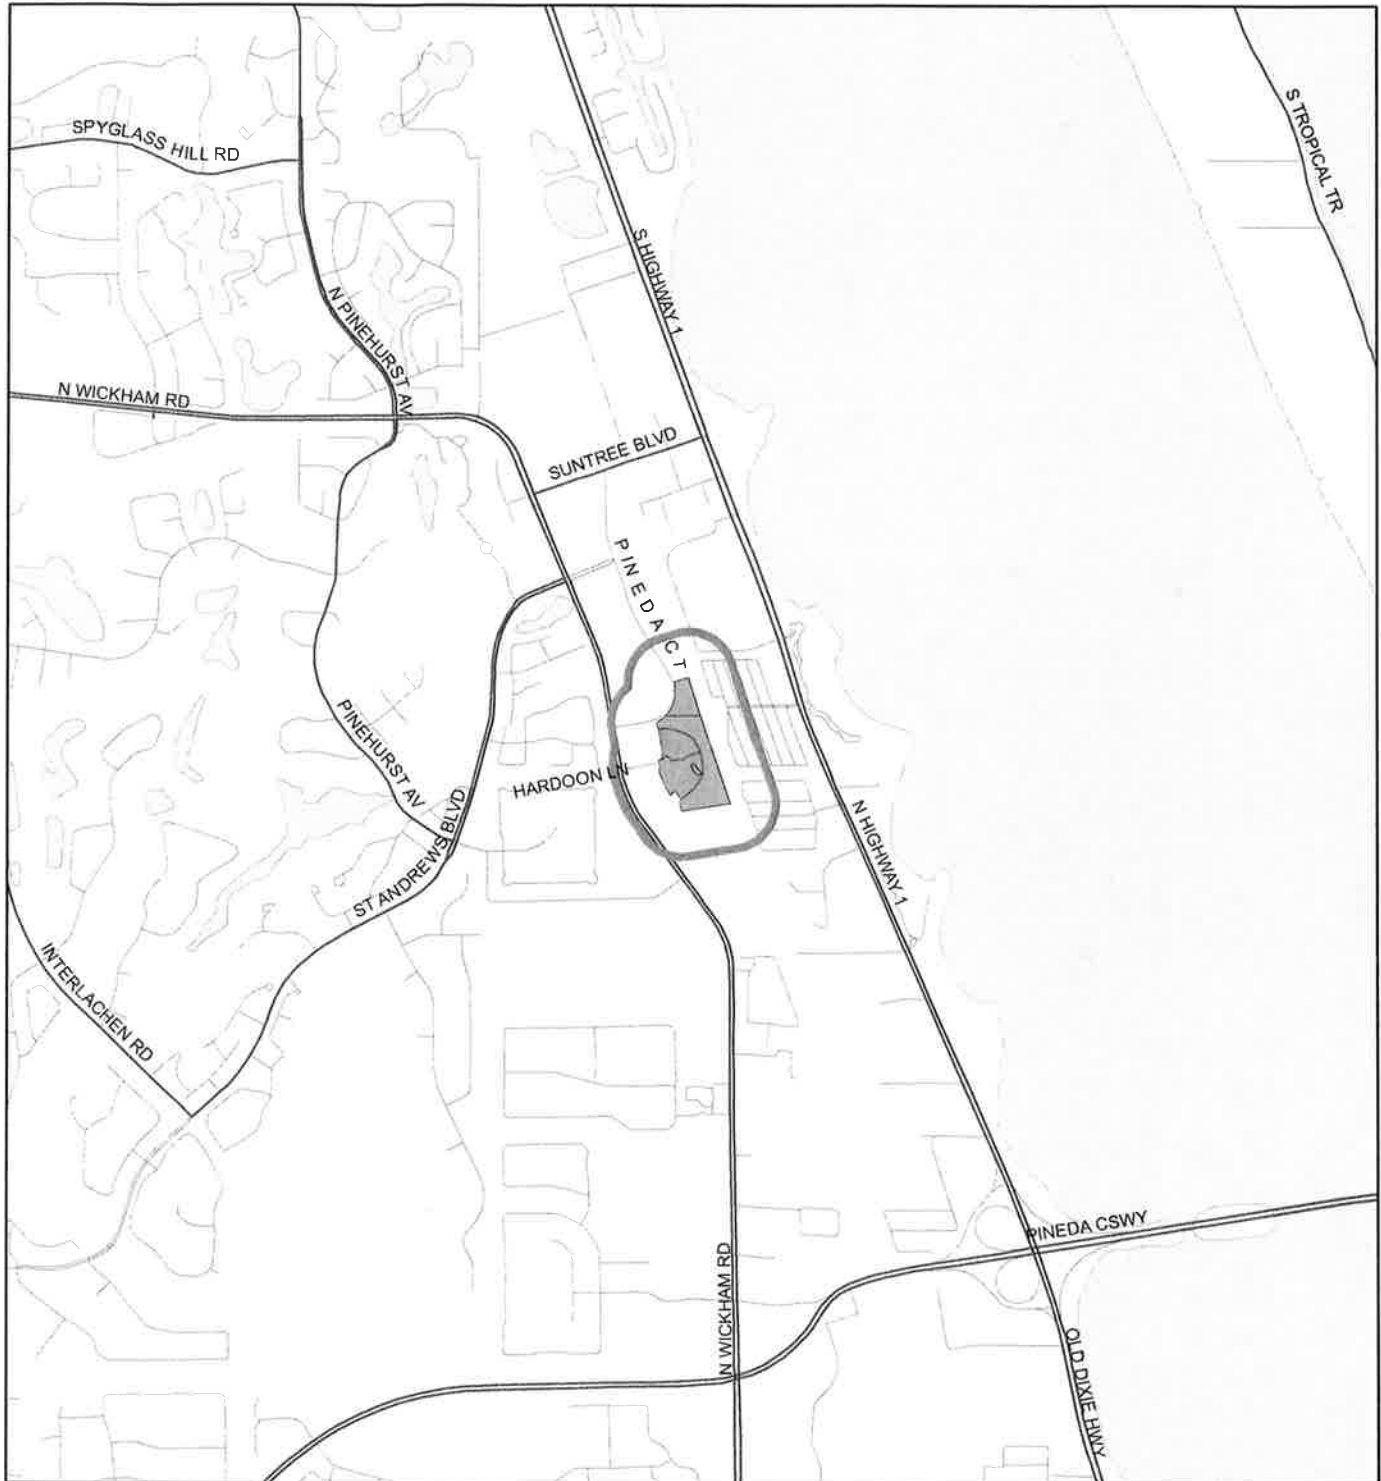 S TROPICAL TR
SPYGLASS HILL RD
S HIGHWAY 1
N PINEHURST AV
N WICKHAM RD
SUNTREE BLVD
PINEDA CT
PINEHURST AV
HARDOON LN
ST ANDREWS BLVD
N HIGHWAY 1
INTERLACHEN RD
PINEDA CSWY
N WICKHAM RD
OLD DIXIE HWY